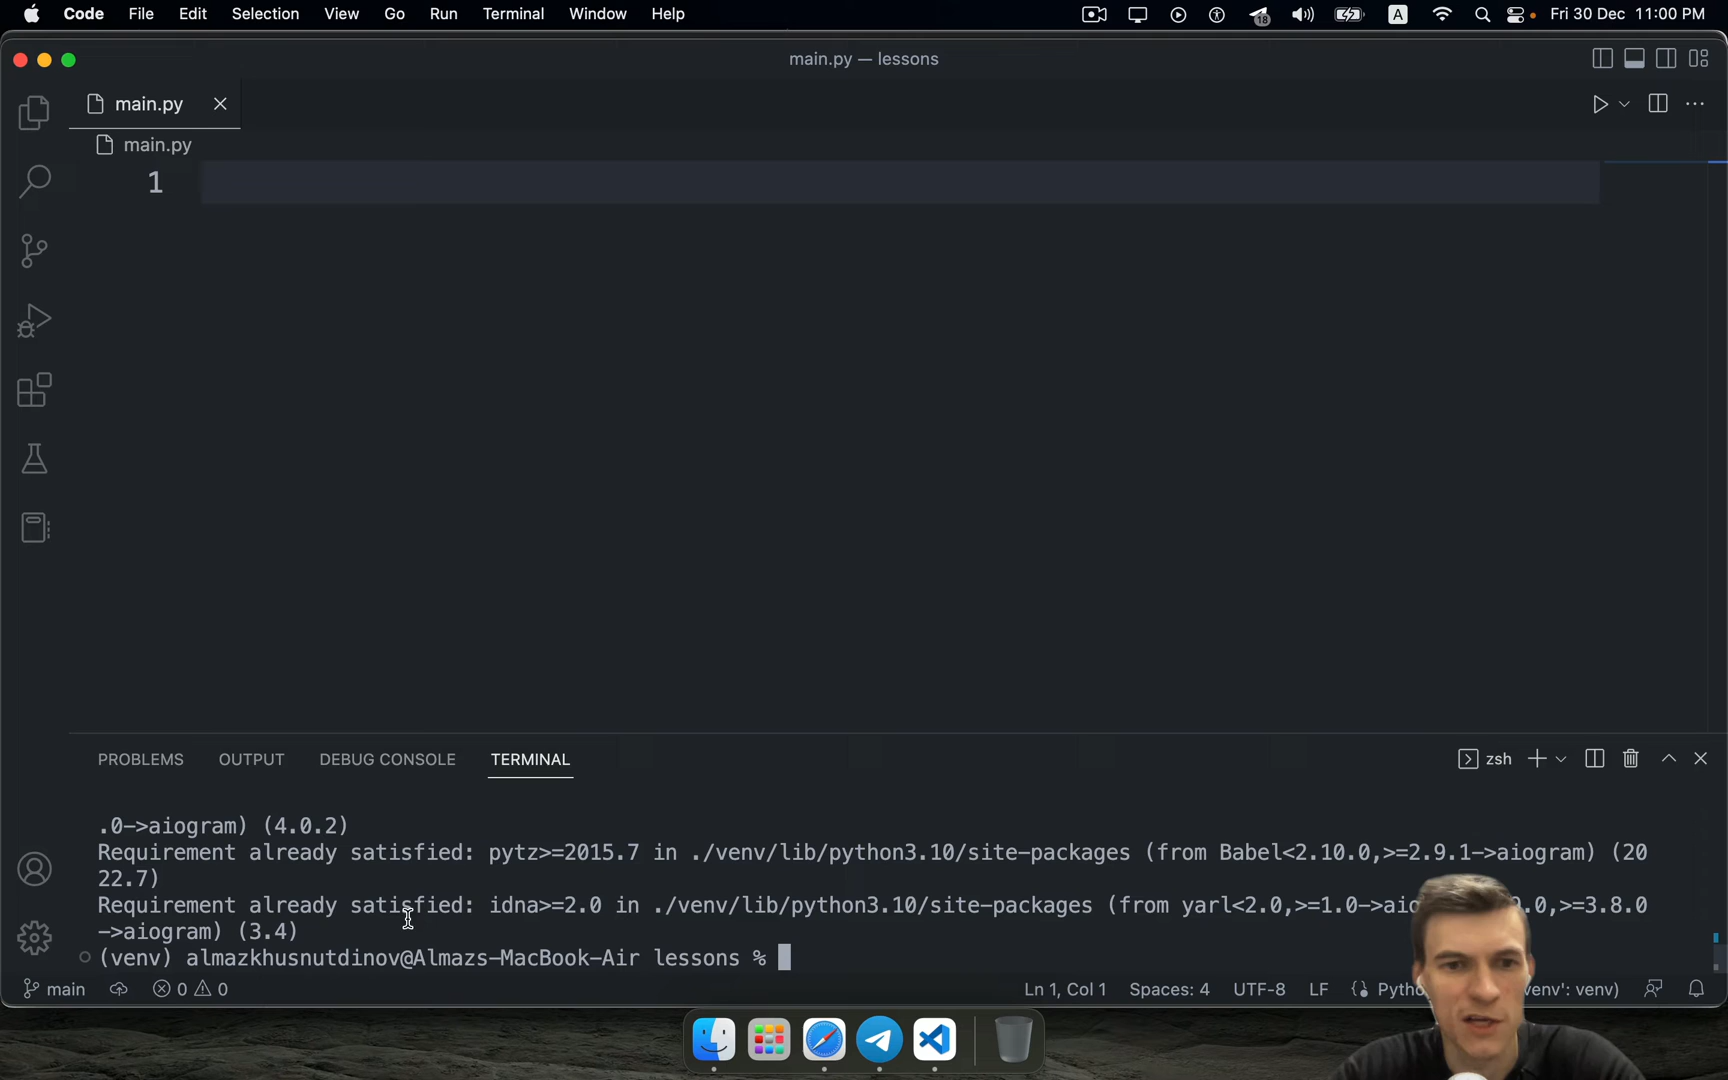 Code File Edit Selection View Go Run Terminal Window Help 18 A Fri 30 Dec 11:00 PM
main.py — lessons
main.py
main.py
1
PROBLEMS OUTPUT DEBUG CONSOLE TERMINAL zsh
.0->aiogram) (4.0.2)
Requirement already satisfied: pytz>=2015.7 in ./venv/lib/python3.10/site-packages (from Babel<2.10.0,>=2.9.1->aiogram) (20
22.7)
Requirement already satisfied: idna>=2.0 in ./venv/lib/python3.10/site-packages (from yarl<2.0,>=1.0->aio .0,>=3.8.0
->aiogram) (3.4)
(venv) almazkhusnutdinov@Almazs-MacBook-Air lessons %
main 0 0 Ln 1, Col 1 Spaces: 4 UTF-8 LF venv': venv)